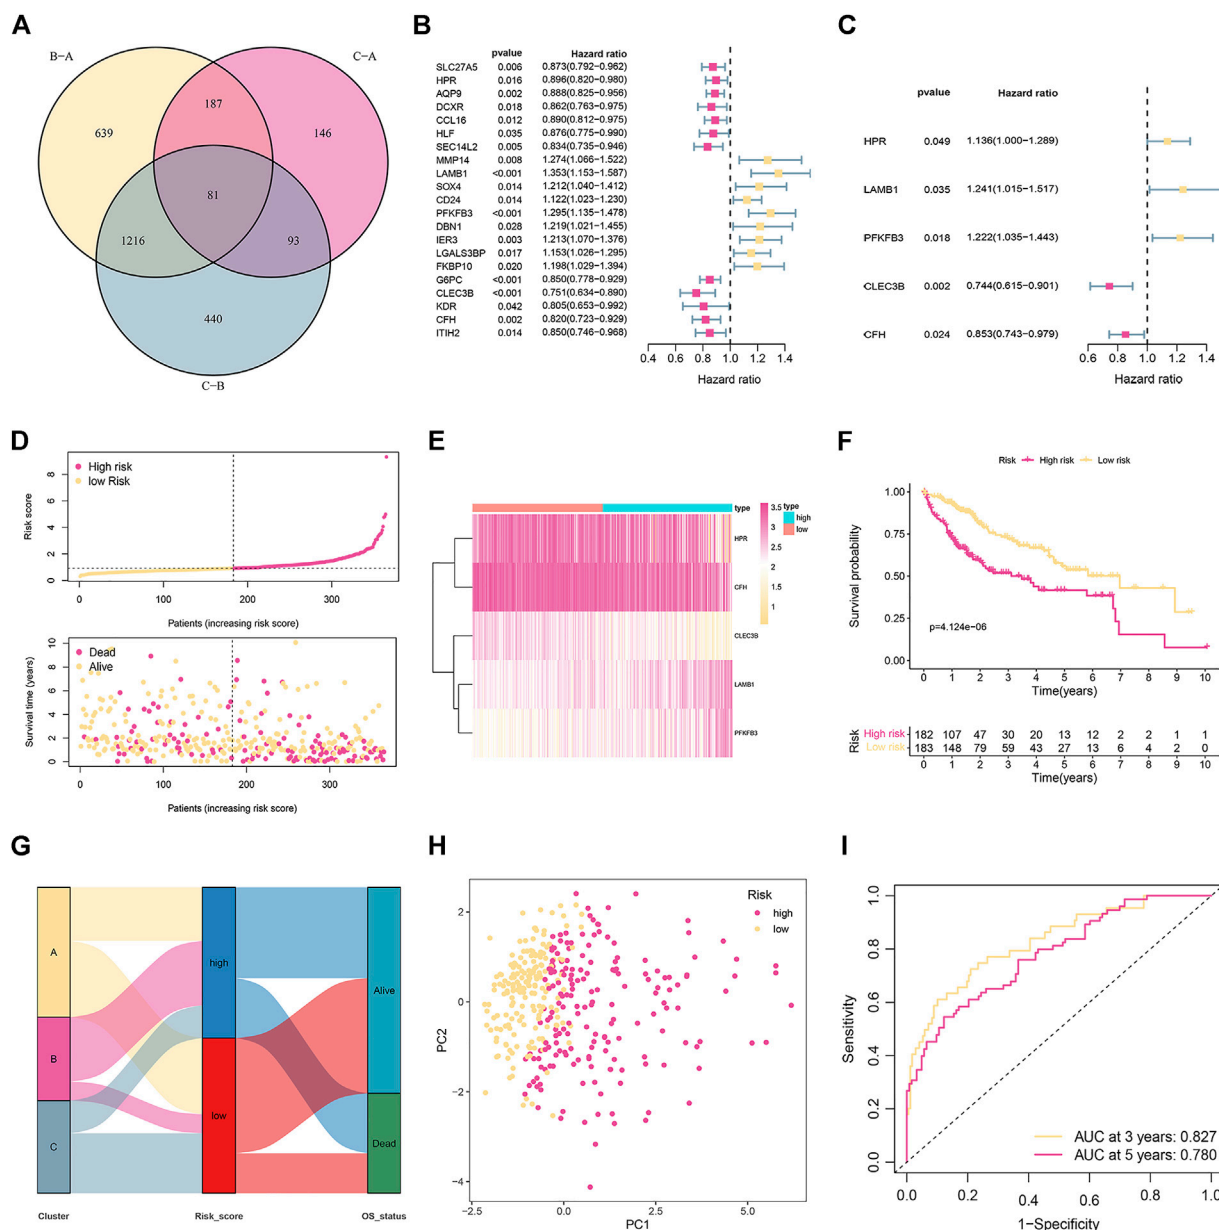 A
B−A
C−A
187
639
146
81
1216
93
440
C−B
B
pvalue Hazard ratio
SLC27A5 0.006 0.873(0.792−0.962)
HPR 0.016 0.896(0.820−0.980)
AQP9 0.002 0.888(0.825−0.956)
DCXR 0.018 0.862(0.763−0.975)
CCL16 0.012 0.890(0.812−0.975)
HLF 0.035 0.876(0.775−0.990)
SEC14L2 0.005 0.834(0.735−0.946)
MMP14 0.008 1.274(1.066−1.522)
LAMB1 <0.001 1.353(1.153−1.587)
SOX4 0.014 1.212(1.040−1.412)
CD24 0.014 1.122(1.023−1.230)
PFKFB3 <0.001 1.295(1.135−1.478)
DBN1 0.028 1.219(1.021−1.455)
IER3 0.003 1.213(1.070−1.376)
LGALS3BP 0.017 1.153(1.026−1.295)
FKBP10 0.020 1.198(1.029−1.394)
G6PC <0.001 0.850(0.778−0.929)
CLEC3B <0.001 0.751(0.634−0.890)
KDR 0.042 0.805(0.653−0.992)
CFH 0.002 0.820(0.723−0.929)
ITIH2 0.014 0.850(0.746−0.968)
0.4 0.6 0.8 1.0 1.2 1.4
Hazard ratio
C
pvalue Hazard ratio
HPR 0.049 1.136(1.000−1.289)
LAMB1 0.035 1.241(1.015−1.517)
PFKFB3 0.018 1.222(1.035−1.443)
CLEC3B 0.002 0.744(0.615−0.901)
CFH 0.024 0.853(0.743−0.979)
0.6 0.8 1.0 1.2 1.4
Hazard ratio
D
High risk
low Risk
Risk score
8
6
4
2
0
0 100 200 300
Patients (increasing risk score)
Dead
Alive
Survival time (years)
10
8
6
4
2
0
0 100 200 300
Patients (increasing risk score)
E
type
HPR
CFH
CLEC3B
LAMB1
PFKFB3
3.5
3
2.5
2
1.5
1
type
high
low
F
Risk High risk Low risk
Survival probability
1.00
0.75
0.50
0.25
0.00
p=4.124e−06
0 1 2 3 4 5 6 7 8 9 10
Time(years)
Risk
High risk 182 107 47 30 20 13 12 2 2 1 1
Low risk 183 148 79 59 43 27 13 6 4 2 0
0 1 2 3 4 5 6 7 8 9 10
Time(years)
G
A
B
C
high
low
Alive
Dead
Cluster Risk_score OS_status
H
PC2
2
0
−2
−4
Risk
high
low
−2.5 0.0 2.5 5.0
PC1
I
Sensitivity
1.0
0.8
0.6
0.4
0.2
0.0
AUC at 3 years: 0.827
AUC at 5 years: 0.780
0.0 0.2 0.4 0.6 0.8 1.0
1−Specificity